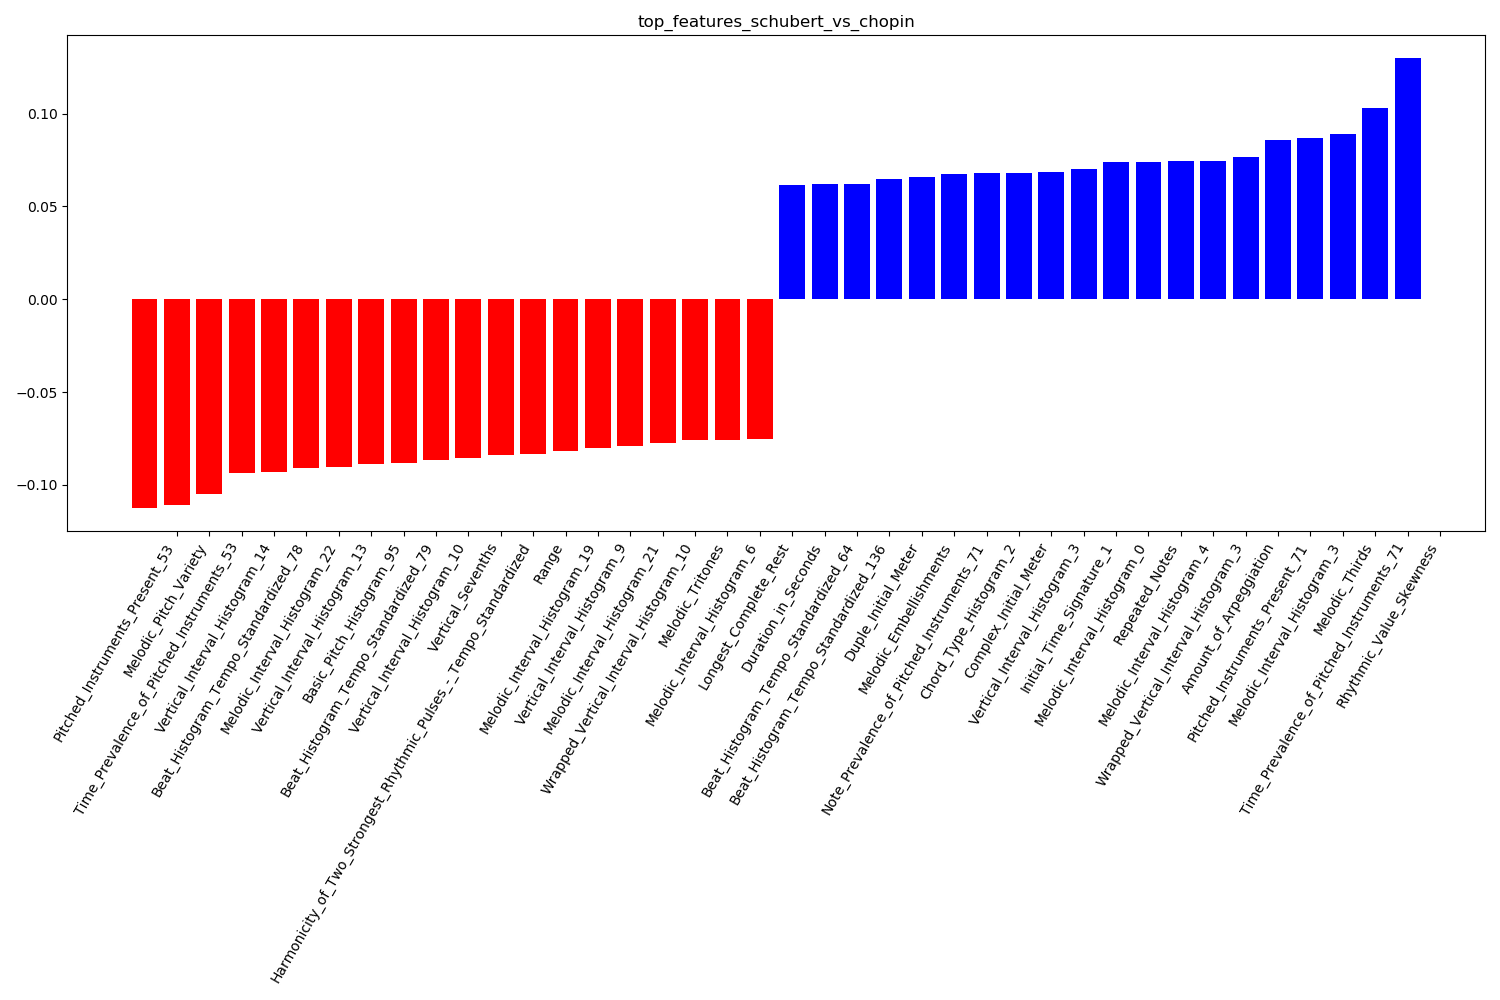 top_features_schubert_vs_chopin
0.10
0.05
0.00
−0.05
−0.10
Pitched_Instruments_Present_53
Melodic_Pitch_Variety
Time_Prevalence_of_Pitched_Instruments_53
Vertical_Interval_Histogram_14
Beat_Histogram_Tempo_Standardized_78
Melodic_Interval_Histogram_22
Vertical_Interval_Histogram_13
Basic_Pitch_Histogram_95
Beat_Histogram_Tempo_Standardized_79
Vertical_Interval_Histogram_10
Vertical_Sevenths
Harmonicity_of_Two_Strongest_Rhythmic_Pulses_-_Tempo_Standardized
Range
Melodic_Interval_Histogram_19
Vertical_Interval_Histogram_9
Melodic_Interval_Histogram_21
Wrapped_Vertical_Interval_Histogram_10
Melodic_Tritones
Melodic_Interval_Histogram_6
Longest_Complete_Rest
Duration_in_Seconds
Beat_Histogram_Tempo_Standardized_64
Beat_Histogram_Tempo_Standardized_136
Duple_Initial_Meter
Melodic_Embellishments
Note_Prevalence_of_Pitched_Instruments_71
Chord_Type_Histogram_2
Complex_Initial_Meter
Vertical_Interval_Histogram_3
Initial_Time_Signature_1
Melodic_Interval_Histogram_0
Repeated_Notes
Melodic_Interval_Histogram_4
Wrapped_Vertical_Interval_Histogram_3
Amount_of_Arpeggiation
Pitched_Instruments_Present_71
Melodic_Interval_Histogram_3
Melodic_Thirds
Time_Prevalence_of_Pitched_Instruments_71
Rhythmic_Value_Skewness